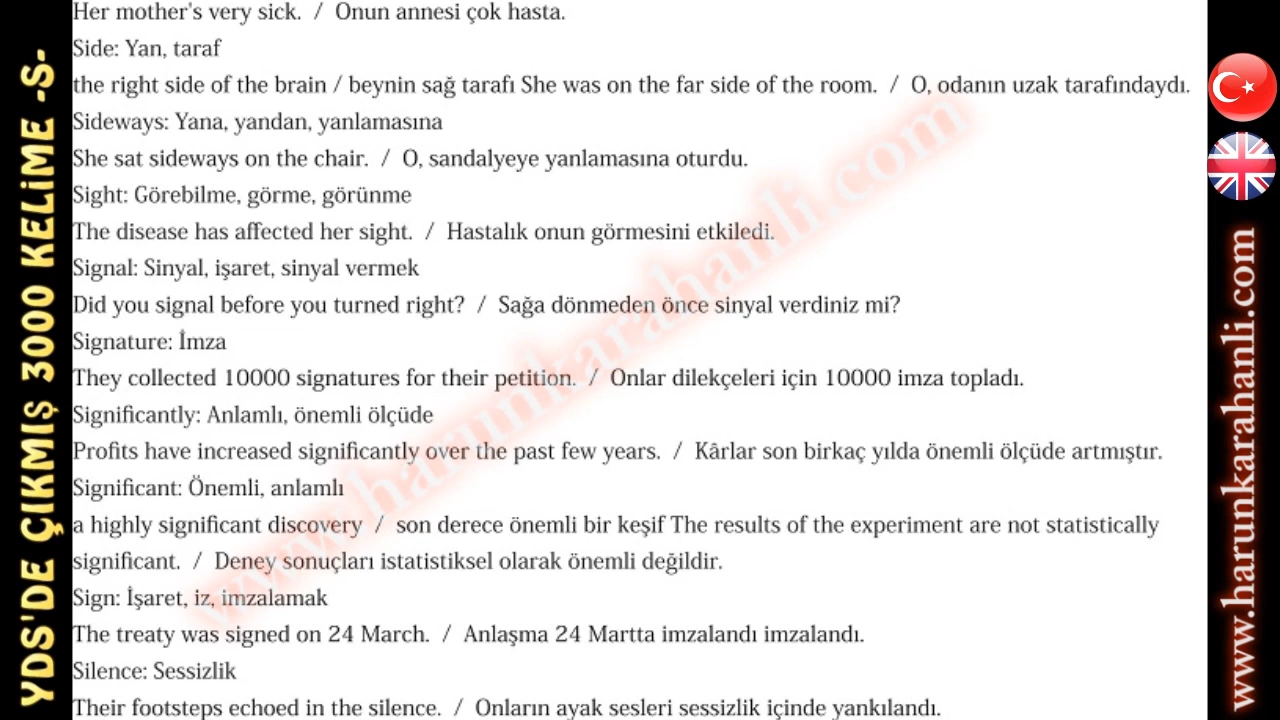 Her mother's very sick. / Onun annesi çok hasta.
Side: Yan, taraf
the right side of the brain / beynin sağ tarafı She was on the far side of the room. / O, odanın uzak tarafındaydı.
Sideways: Yana, yandan, yanlamasına
She sat sideways on the chair. / O, sandalyeye yanlamasına oturdu.
Sight: Görebilme, görme, görünme
The disease has affected her sight. / Hastalık onun görmesini etkiledi.
Signal: Sinyal, işaret, sinyal vermek
Did you signal before you turned right? / Sağa dönmeden önce sinyal verdiniz mi?
Signature: İmza
They collected 10000 signatures for their petition. / Onlar dilekçeleri için 10000 imza topladı.
Significantly: Anlamlı, önemli ölçüde
Profits have increased significantly over the past few years. / Kârlar son birkaç yılda önemli ölçüde artmıştır.
Significant: Önemli, anlamlı
a highly significant discovery / son derece önemli bir keşif The results of the experiment are not statistically
significant. / Deney sonuçları istatistiksel olarak önemli değildir.
Sign: İşaret, iz, imzalamak
The treaty was signed on 24 March. / Anlaşma 24 Martta imzalandı imzalandı.
Silence: Sessizlik
Their footsteps echoed in the silence. / Onların ayak sesleri sessizlik içinde yankılandı.
YDS'DE ÇIKMIŞ 3000 KELİME -S-
www.harunkarahanli.com
www.harunkarahanli.com